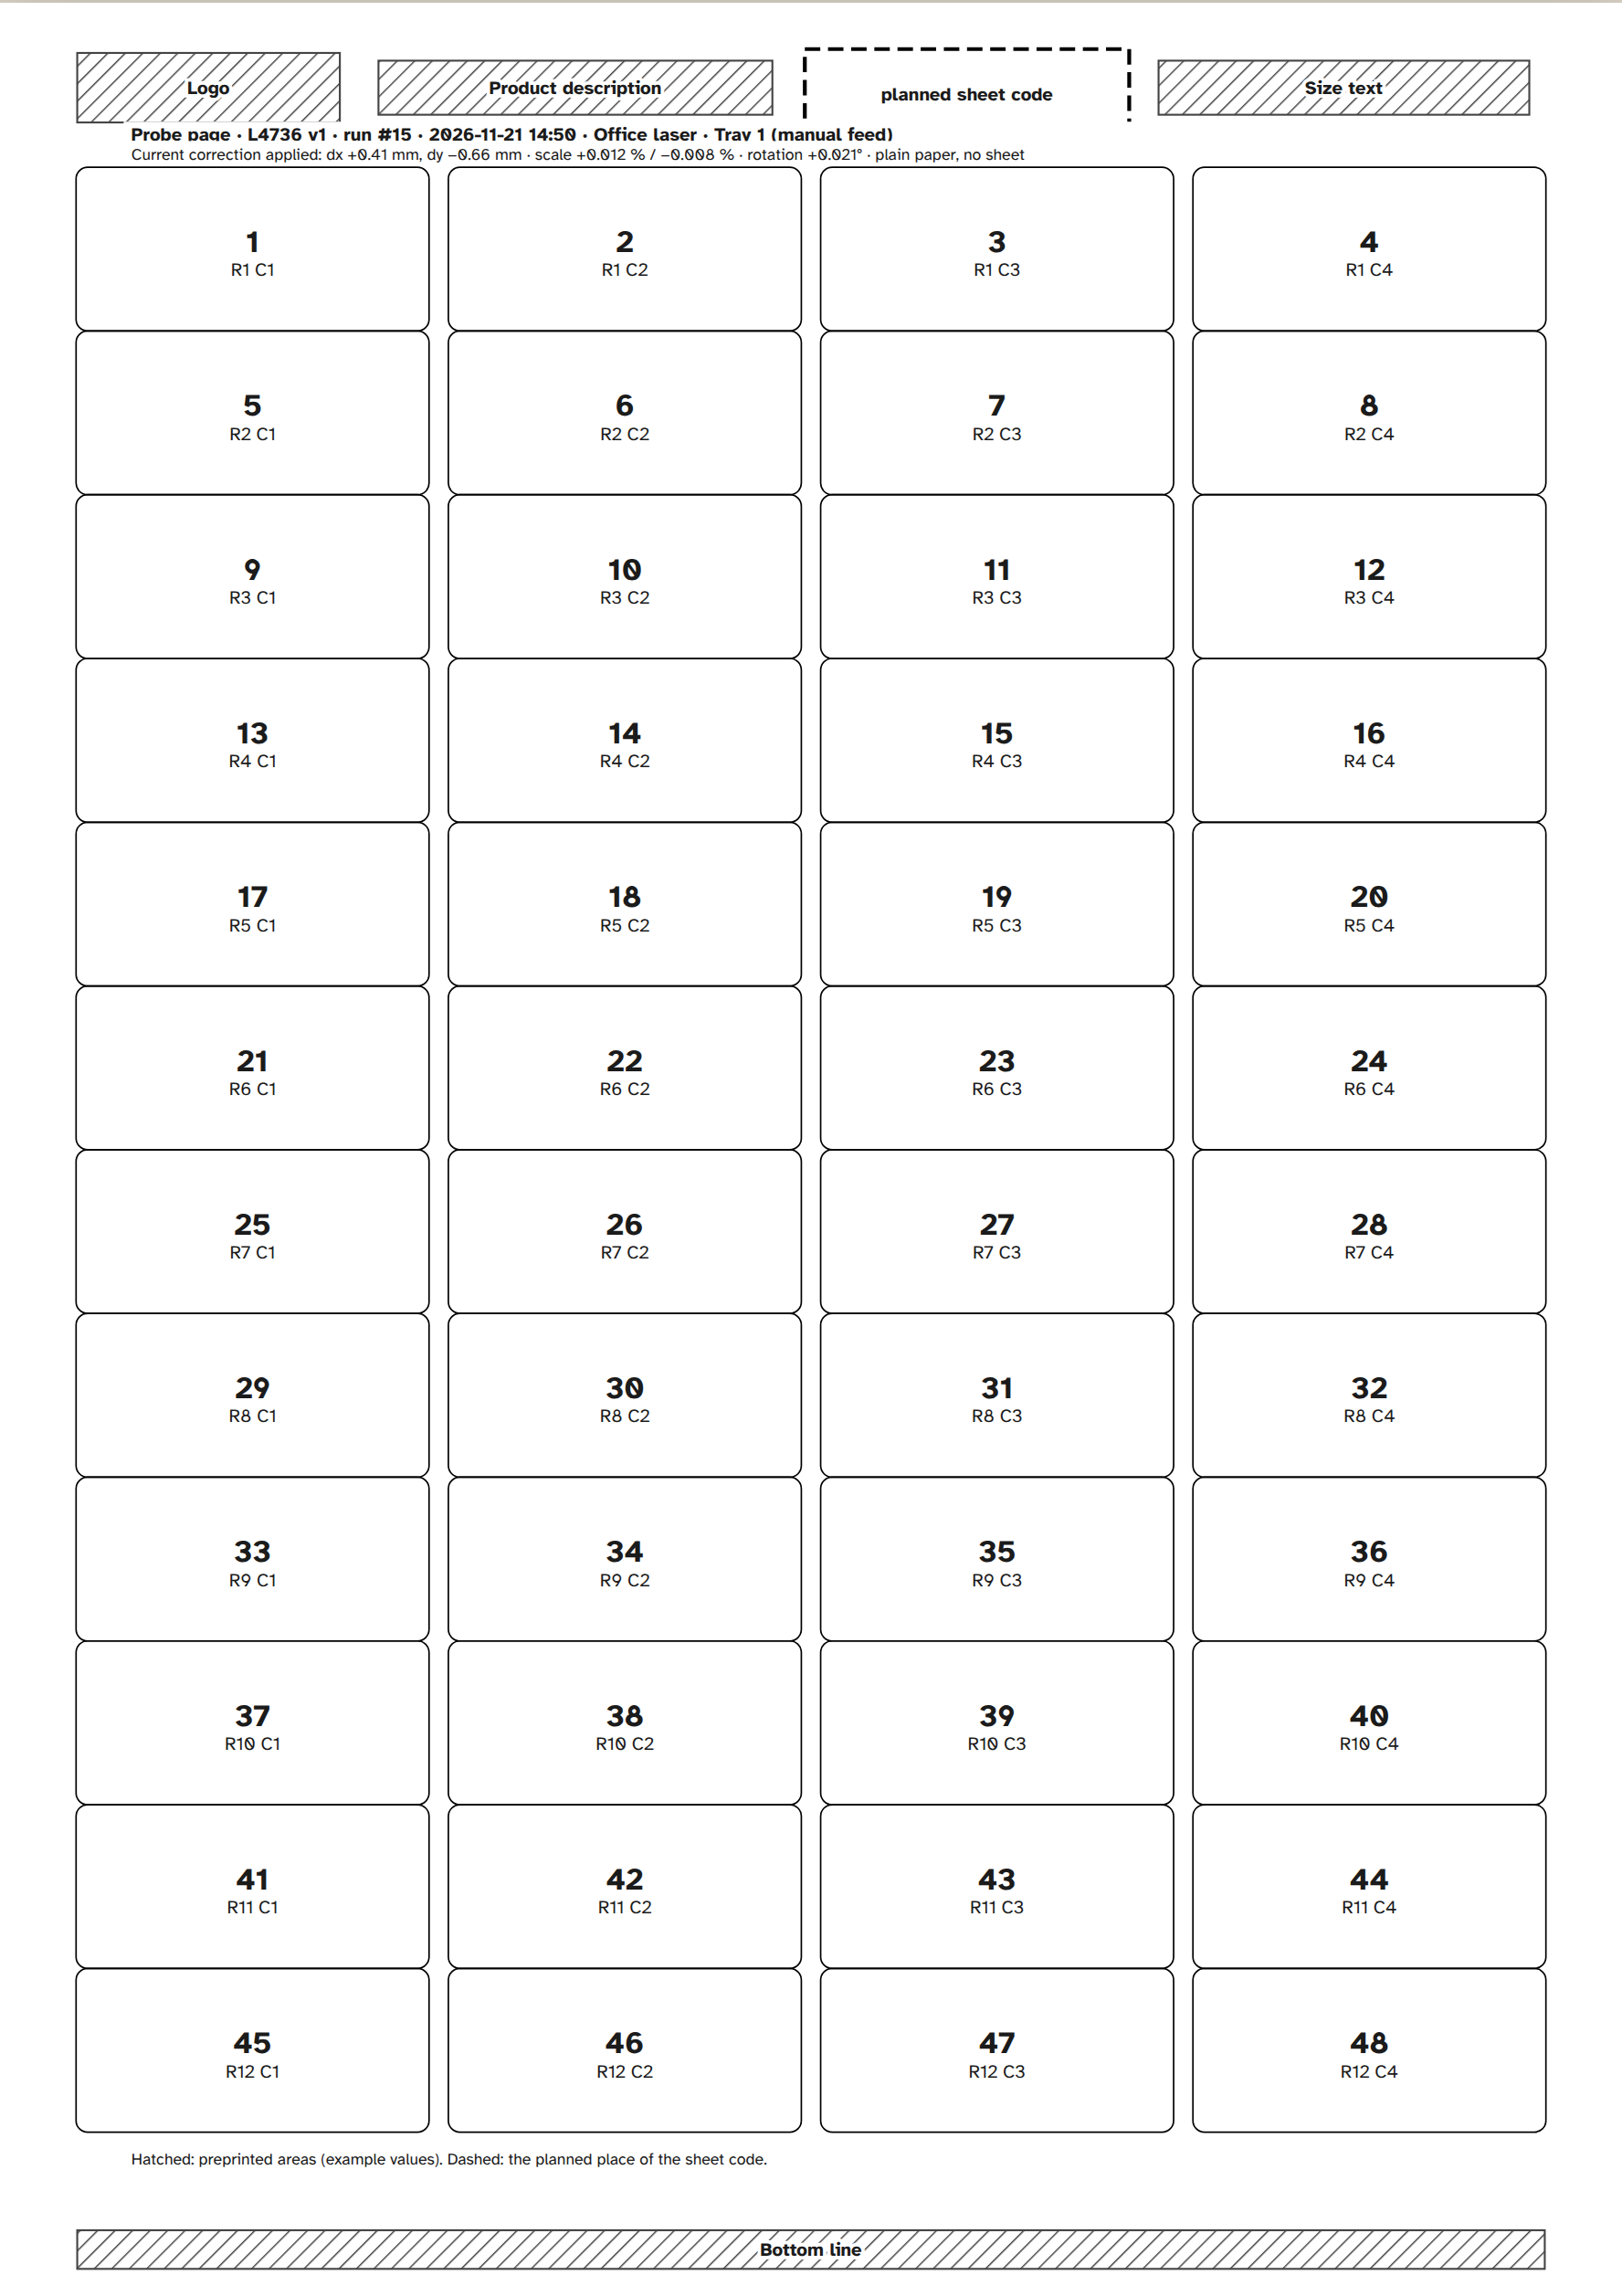 Logo
Product description
planned sheet code
Size text
Probe page · L4736 v1 · run #15 · 2026-11-21 14:50 · Office laser · Tray 1 (manual feed)
Current correction applied: dx +0.41 mm, dy −0.66 mm · scale +0.012 % / −0.008 % · rotation +0.021° · plain paper, no sheet
1 2 3 4
R1 C1 R1 C2 R1 C3 R1 C4
5 6 7 8
R2 C1 R2 C2 R2 C3 R2 C4
9 10 11 12
R3 C1 R3 C2 R3 C3 R3 C4
13 14 15 16
R4 C1 R4 C2 R4 C3 R4 C4
17 18 19 20
R5 C1 R5 C2 R5 C3 R5 C4
21 22 23 24
R6 C1 R6 C2 R6 C3 R6 C4
25 26 27 28
R7 C1 R7 C2 R7 C3 R7 C4
29 30 31 32
R8 C1 R8 C2 R8 C3 R8 C4
33 34 35 36
R9 C1 R9 C2 R9 C3 R9 C4
37 38 39 40
R10 C1 R10 C2 R10 C3 R10 C4
41 42 43 44
R11 C1 R11 C2 R11 C3 R11 C4
45 46 47 48
R12 C1 R12 C2 R12 C3 R12 C4
Hatched: preprinted areas (example values). Dashed: the planned place of the sheet code.
Bottom line